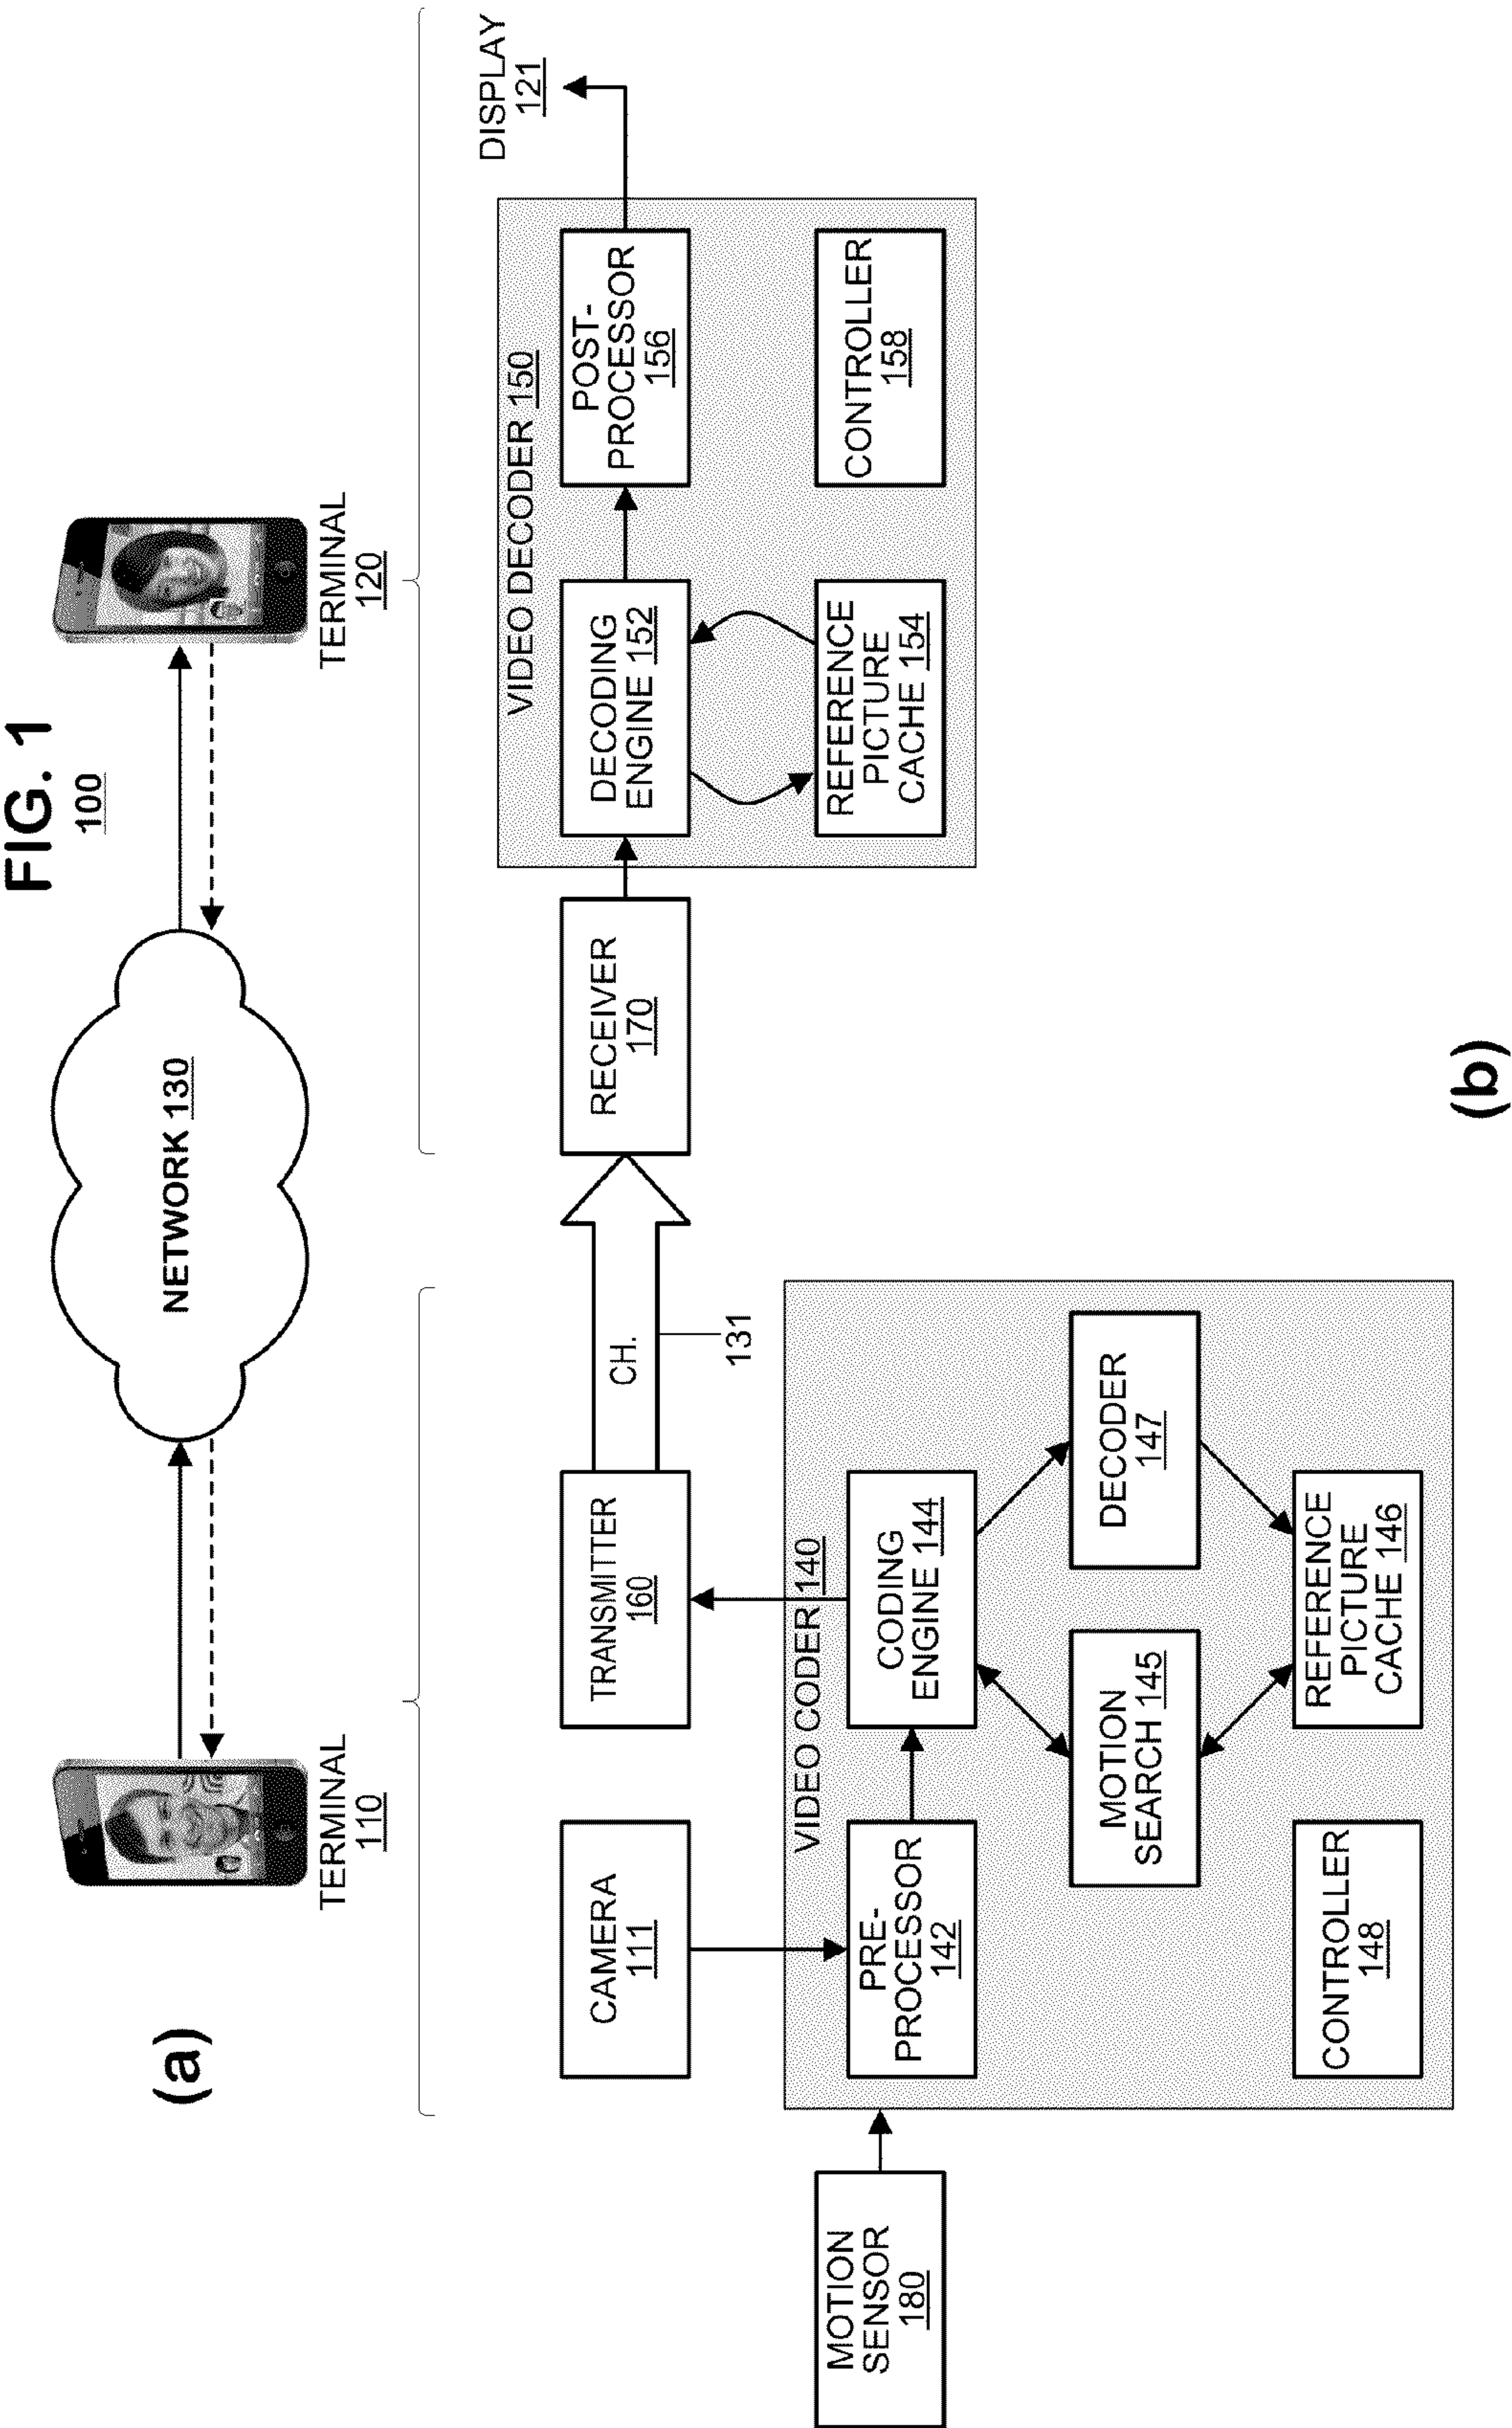 FIG. 1
100
(a)
TERMINAL
110
NETWORK 130
TERMINAL
120
CAMERA
111
TRANSMITTER
160
CH.
131
RECEIVER
170
VIDEO DECODER 150
DECODING
ENGINE 152
POST-
PROCESSOR
156
REFERENCE
PICTURE
CACHE 154
CONTROLLER
158
DISPLAY
121
MOTION
SENSOR
180
VIDEO CODER 140
PRE-
PROCESSOR
142
CODING
ENGINE 144
MOTION
SEARCH 145
DECODER
147
CONTROLLER
148
REFERENCE
PICTURE
CACHE 146
(b)